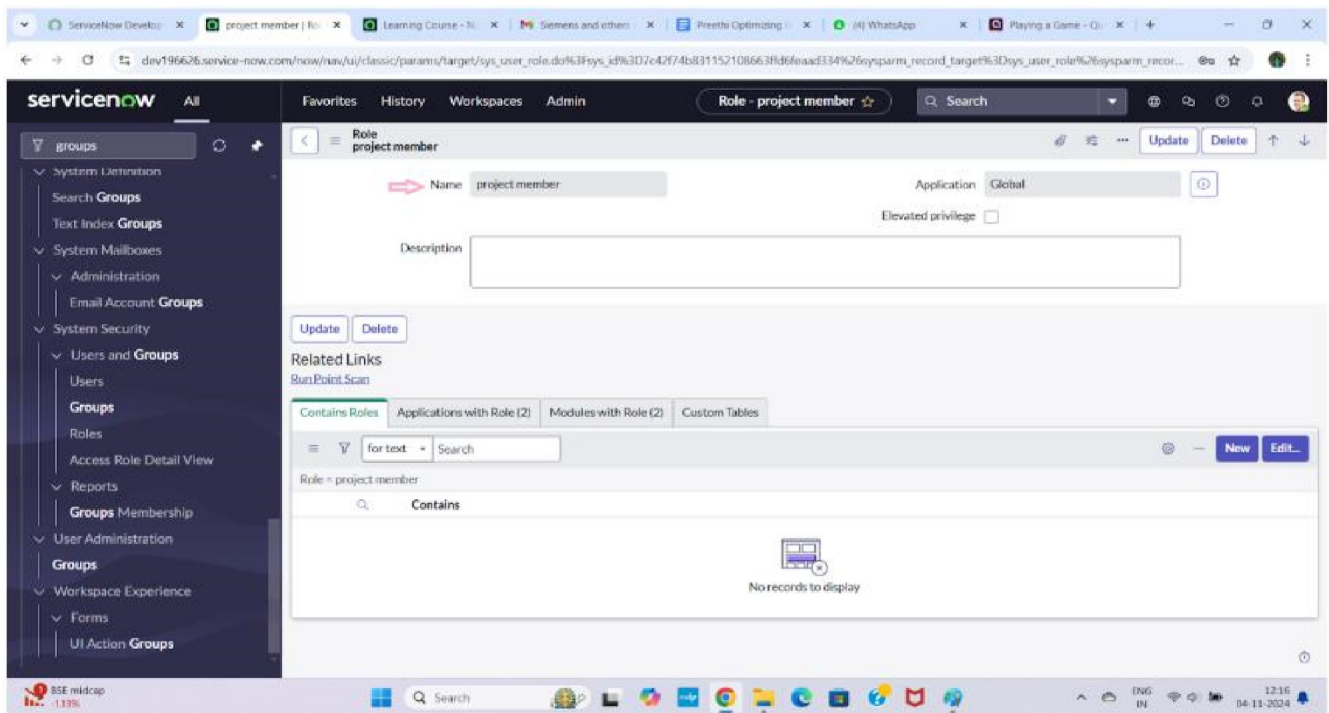 ServiceNow Develop
project member | Ro
Learning Course - N
Siemens and others
Preethi Optimizing
(4) WhatsApp
Playing a Game - Qu
dev196626.service-now.com/now/nav/ui/classic/params/target/sys_user_role.do%3Fsys_id%3D7c42f74b831152108663ffd6feaad334%26sysparm_record_target%3Dsys_user_role%26sysparm_recor...
servicenow All Favorites History Workspaces Admin Role - project member Search
groups
Role
project member
Update Delete
System Definition
Search Groups
Text Index Groups
System Mailboxes
Administration
Email Account Groups
System Security
Users and Groups
Users
Groups
Roles
Access Role Detail View
Reports
Groups Membership
User Administration
Groups
Workspace Experience
Forms
UI Action Groups
Name project member Application Global
Elevated privilege
Description
Update Delete
Related Links
Run Point Scan
Contains Roles Applications with Role (2) Modules with Role (2) Custom Tables
for text Search New Edit...
Role = project member
Contains
No records to display
BSE midcap
-1.13%
Search
ENG
IN
12:16
04-11-2024